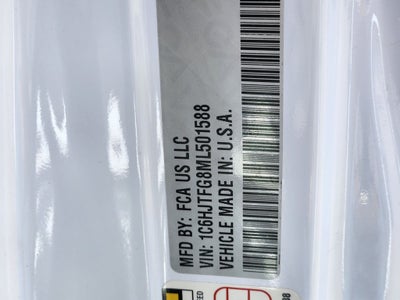 MFD BY: FCA US LLC
VIN: 1C6HJTFG8ML501588
VEHICLE MADE IN: U.S.A.